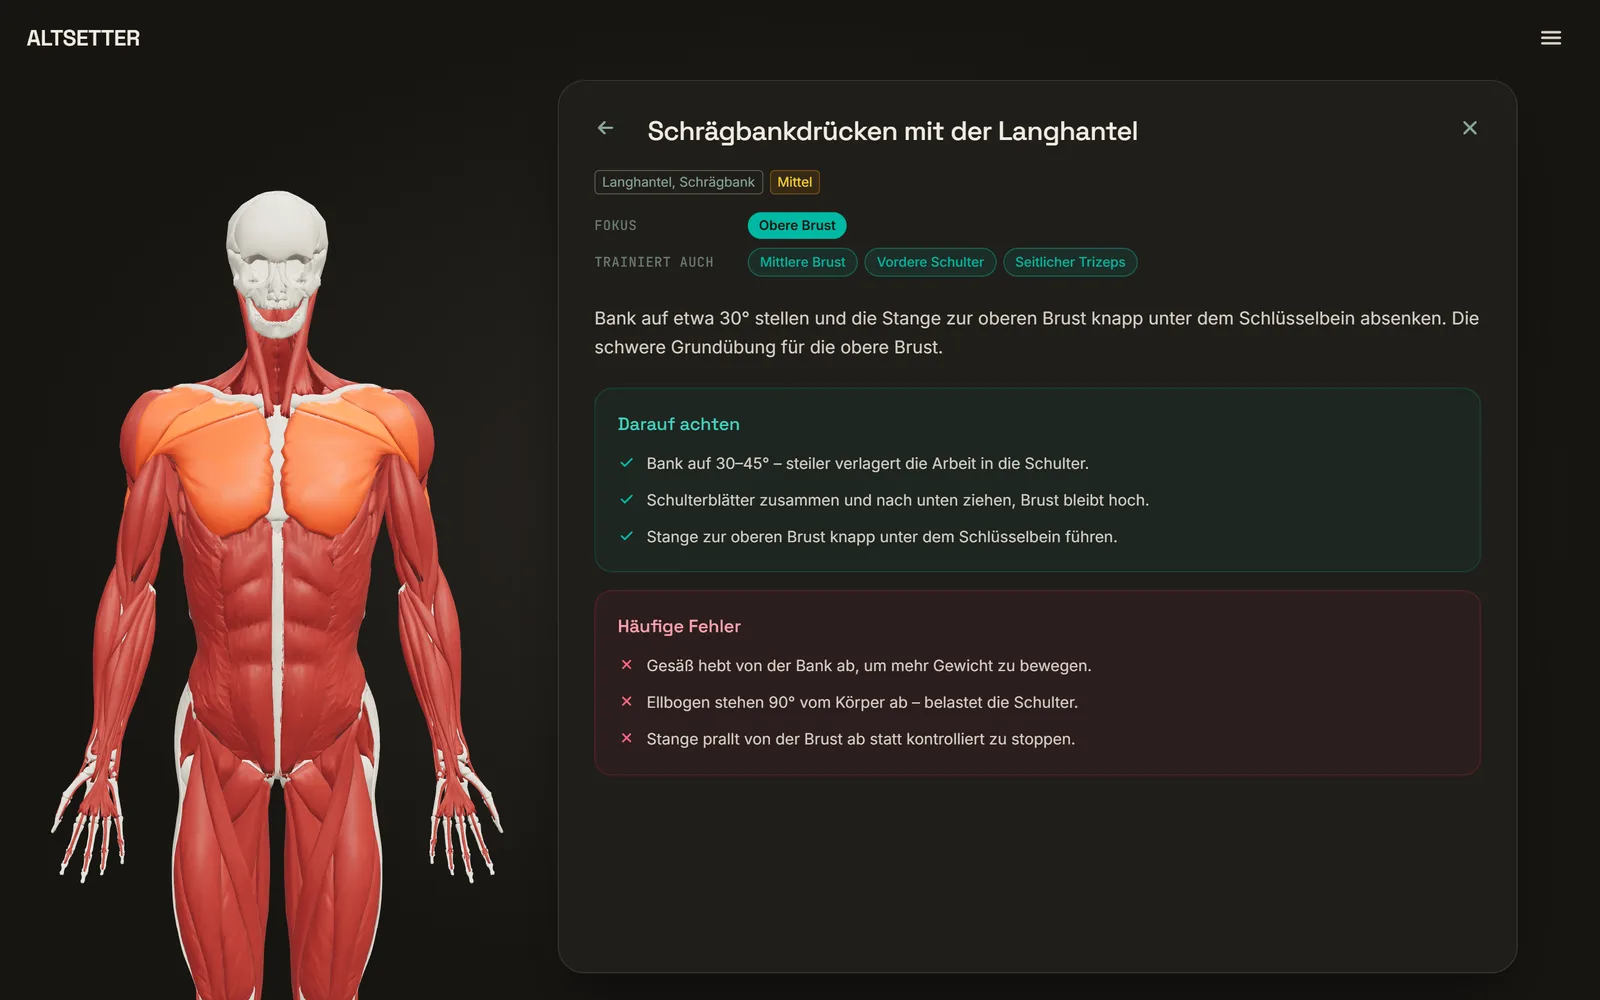 ALTSETTER
Schrägbankdrücken mit der Langhantel
Langhantel, Schrägbank Mittel
FOKUS Obere Brust
TRAINIERT AUCH Mittlere Brust Vordere Schulter Seitlicher Trizeps
Bank auf etwa 30° stellen und die Stange zur oberen Brust knapp unter dem Schlüsselbein absenken. Die
schwere Grundübung für die obere Brust.
Darauf achten
Bank auf 30–45° – steiler verlagert die Arbeit in die Schulter.
Schulterblätter zusammen und nach unten ziehen, Brust bleibt hoch.
Stange zur oberen Brust knapp unter dem Schlüsselbein führen.
Häufige Fehler
Gesäß hebt von der Bank ab, um mehr Gewicht zu bewegen.
Ellbogen stehen 90° vom Körper ab – belastet die Schulter.
Stange prallt von der Brust ab statt kontrolliert zu stoppen.